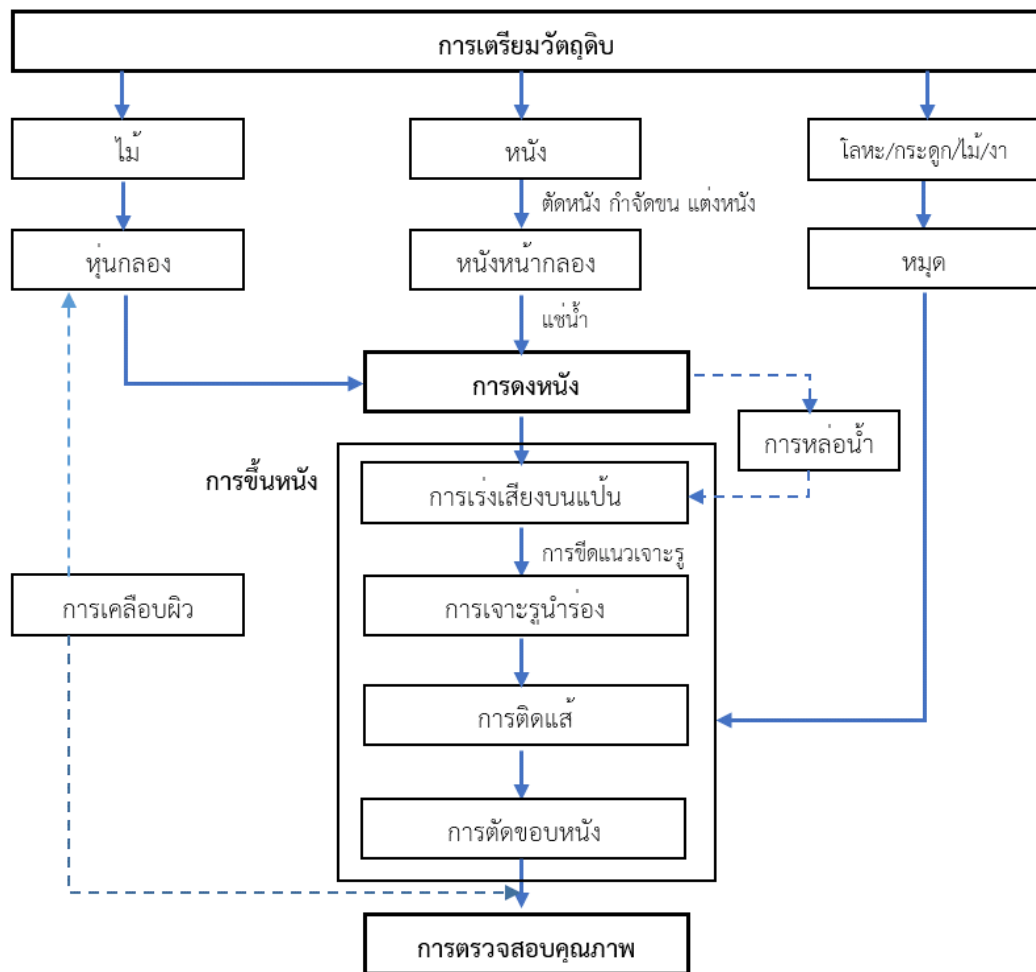 การเตรียมวัตถุดิบ
ไม้
หนัง
โลหะ/กระดูก/ไม้/งา
ตัดหนัง กำจัดขน แต่งหนัง
หุ่นกลอง
หนังหน้ากลอง
หมุด
แช่น้ำ
การดงหนัง
การหล่อน้ำ
การขึ้นหนัง
การเร่งเสียงบนแป้น
การขีดแนวเจาะรู
การเคลือบผิว
การเจาะรูนำร่อง
การติดแส้
การตัดขอบหนัง
การตรวจสอบคุณภาพ